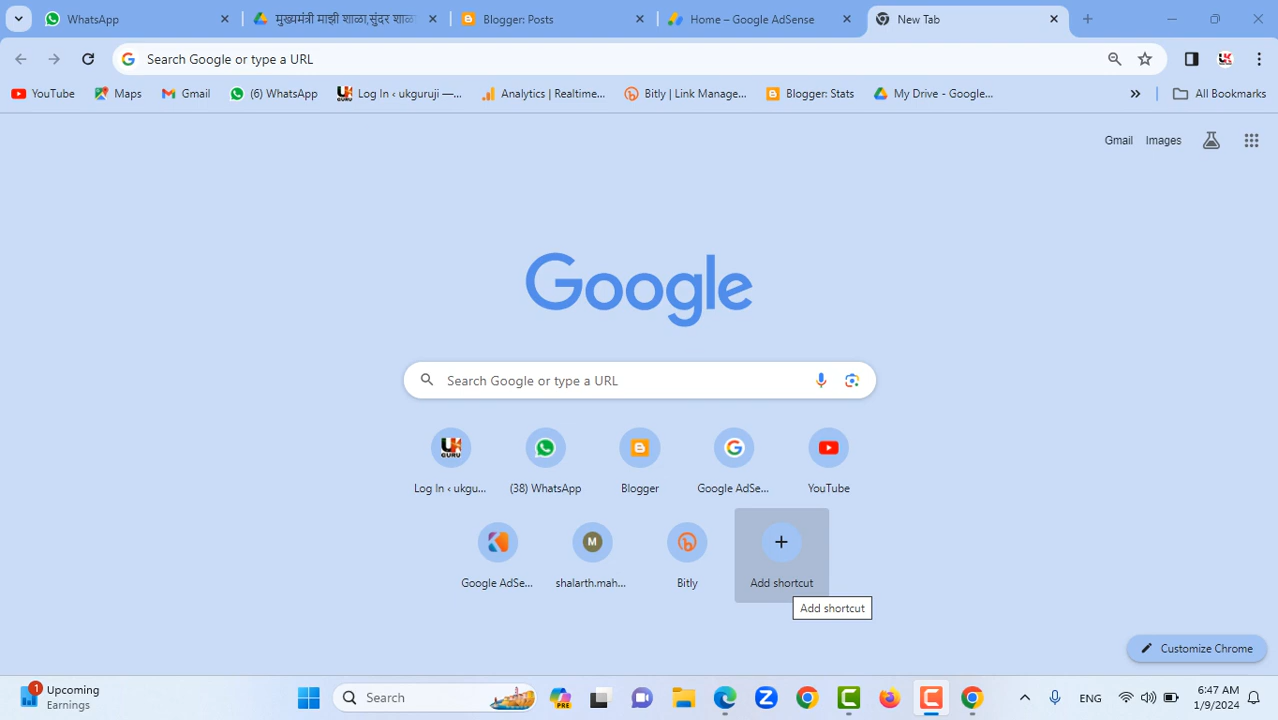 WhatsApp
मुख्यमंत्री माझी शाळा,सुंदर शाळ
Blogger: Posts
Home – Google AdSense
New Tab
Search Google or type a URL
YouTube
Maps
Gmail
(6) WhatsApp
Log In ‹ ukguruji —...
Analytics | Realtime...
Bitly | Link Manage...
Blogger: Stats
My Drive - Google...
All Bookmarks
Gmail
Images
Google
Search Google or type a URL
Log In ‹ ukgu...
(38) WhatsApp
Blogger
Google AdSe...
YouTube
Google AdSe...
shalarth.mah...
Bitly
Add shortcut
Add shortcut
Customize Chrome
1
Upcoming
Earnings
Search
PRE
ENG
6:47 AM
1/9/2024